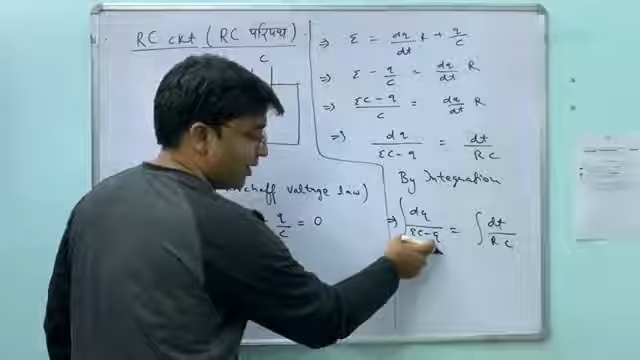 RC ckt (RC परिपथ)
C
chhoff voltage law)
q/c = 0
⇒ ε = dq/dt R + q/c
⇒ ε - q/c = dq/dt R
⇒ εc - q/c = dq/dt R
⇒ dq/εc - q = dt/RC
By Integration
⇒ ∫ dq/εc - q = ∫ dt/RC